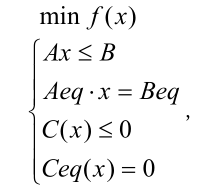 min f(x)
Ax ≤ B
Aeq · x = Beq
C(x) ≤ 0
Ceq(x) = 0
,